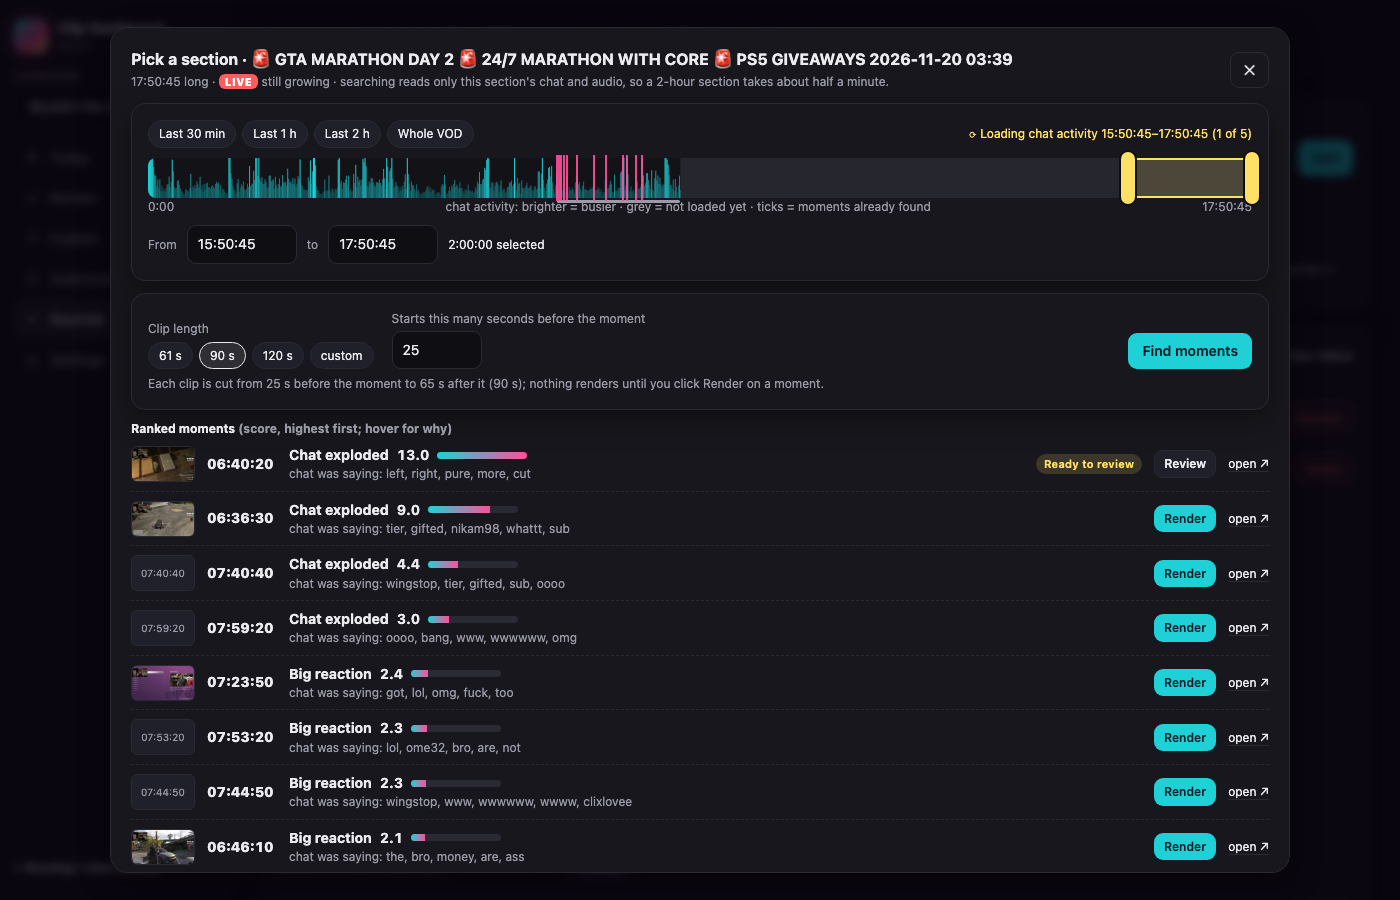 Pick a section · 🚨 GTA MARATHON DAY 2 🚨 24/7 MARATHON WITH CORE 🚨 PS5 GIVEAWAYS 2026-11-20 03:39
17:50:45 long · LIVE still growing · searching reads only this section's chat and audio, so a 2-hour section takes about half a minute.
Last 30 min Last 1 h Last 2 h Whole VOD
Loading chat activity 15:50:45–17:50:45 (1 of 5)
0:00 chat activity: brighter = busier · grey = not loaded yet · ticks = moments already found 17:50:45
From 15:50:45 to 17:50:45 2:00:00 selected
Clip length
61 s 90 s 120 s custom
Starts this many seconds before the moment
25
Find moments
Each clip is cut from 25 s before the moment to 65 s after it (90 s); nothing renders until you click Render on a moment.
Ranked moments (score, highest first; hover for why)
06:40:20 Chat exploded 13.0
chat was saying: left, right, pure, more, cut
Ready to review Review open ↗
06:36:30 Chat exploded 9.0
chat was saying: tier, gifted, nikam98, whattt, sub
Render open ↗
07:40:40 07:40:40 Chat exploded 4.4
chat was saying: wingstop, tier, gifted, sub, oooo
Render open ↗
07:59:20 07:59:20 Chat exploded 3.0
chat was saying: oooo, bang, www, wwwwww, omg
Render open ↗
07:23:50 Big reaction 2.4
chat was saying: got, lol, omg, fuck, too
Render open ↗
07:53:20 07:53:20 Big reaction 2.3
chat was saying: lol, ome32, bro, are, not
Render open ↗
07:44:50 07:44:50 Big reaction 2.3
chat was saying: wingstop, www, wwwwww, wwww, clixlovee
Render open ↗
06:46:10 Big reaction 2.1
chat was saying: the, bro, money, are, ass
Render open ↗